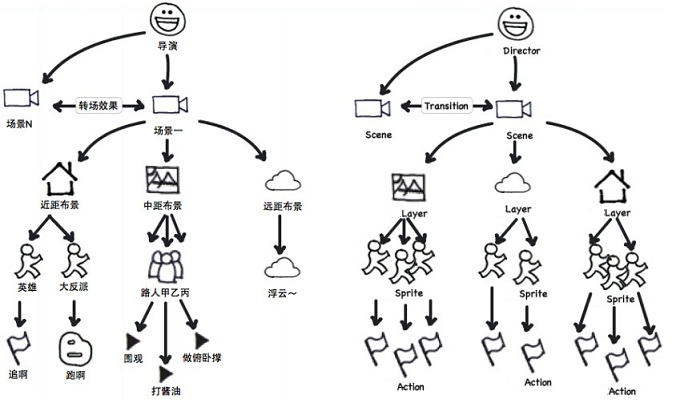 导演
转场效果
场景N
场景一
近距布景
中距布景
远距布景
英雄
大反派
路人甲乙丙
浮云～
追啊
跑啊
围观
打酱油
做俯卧撑
Director
Transition
Scene
Scene
Layer
Layer
Layer
Sprite
Sprite
Sprite
Action
Action
Action